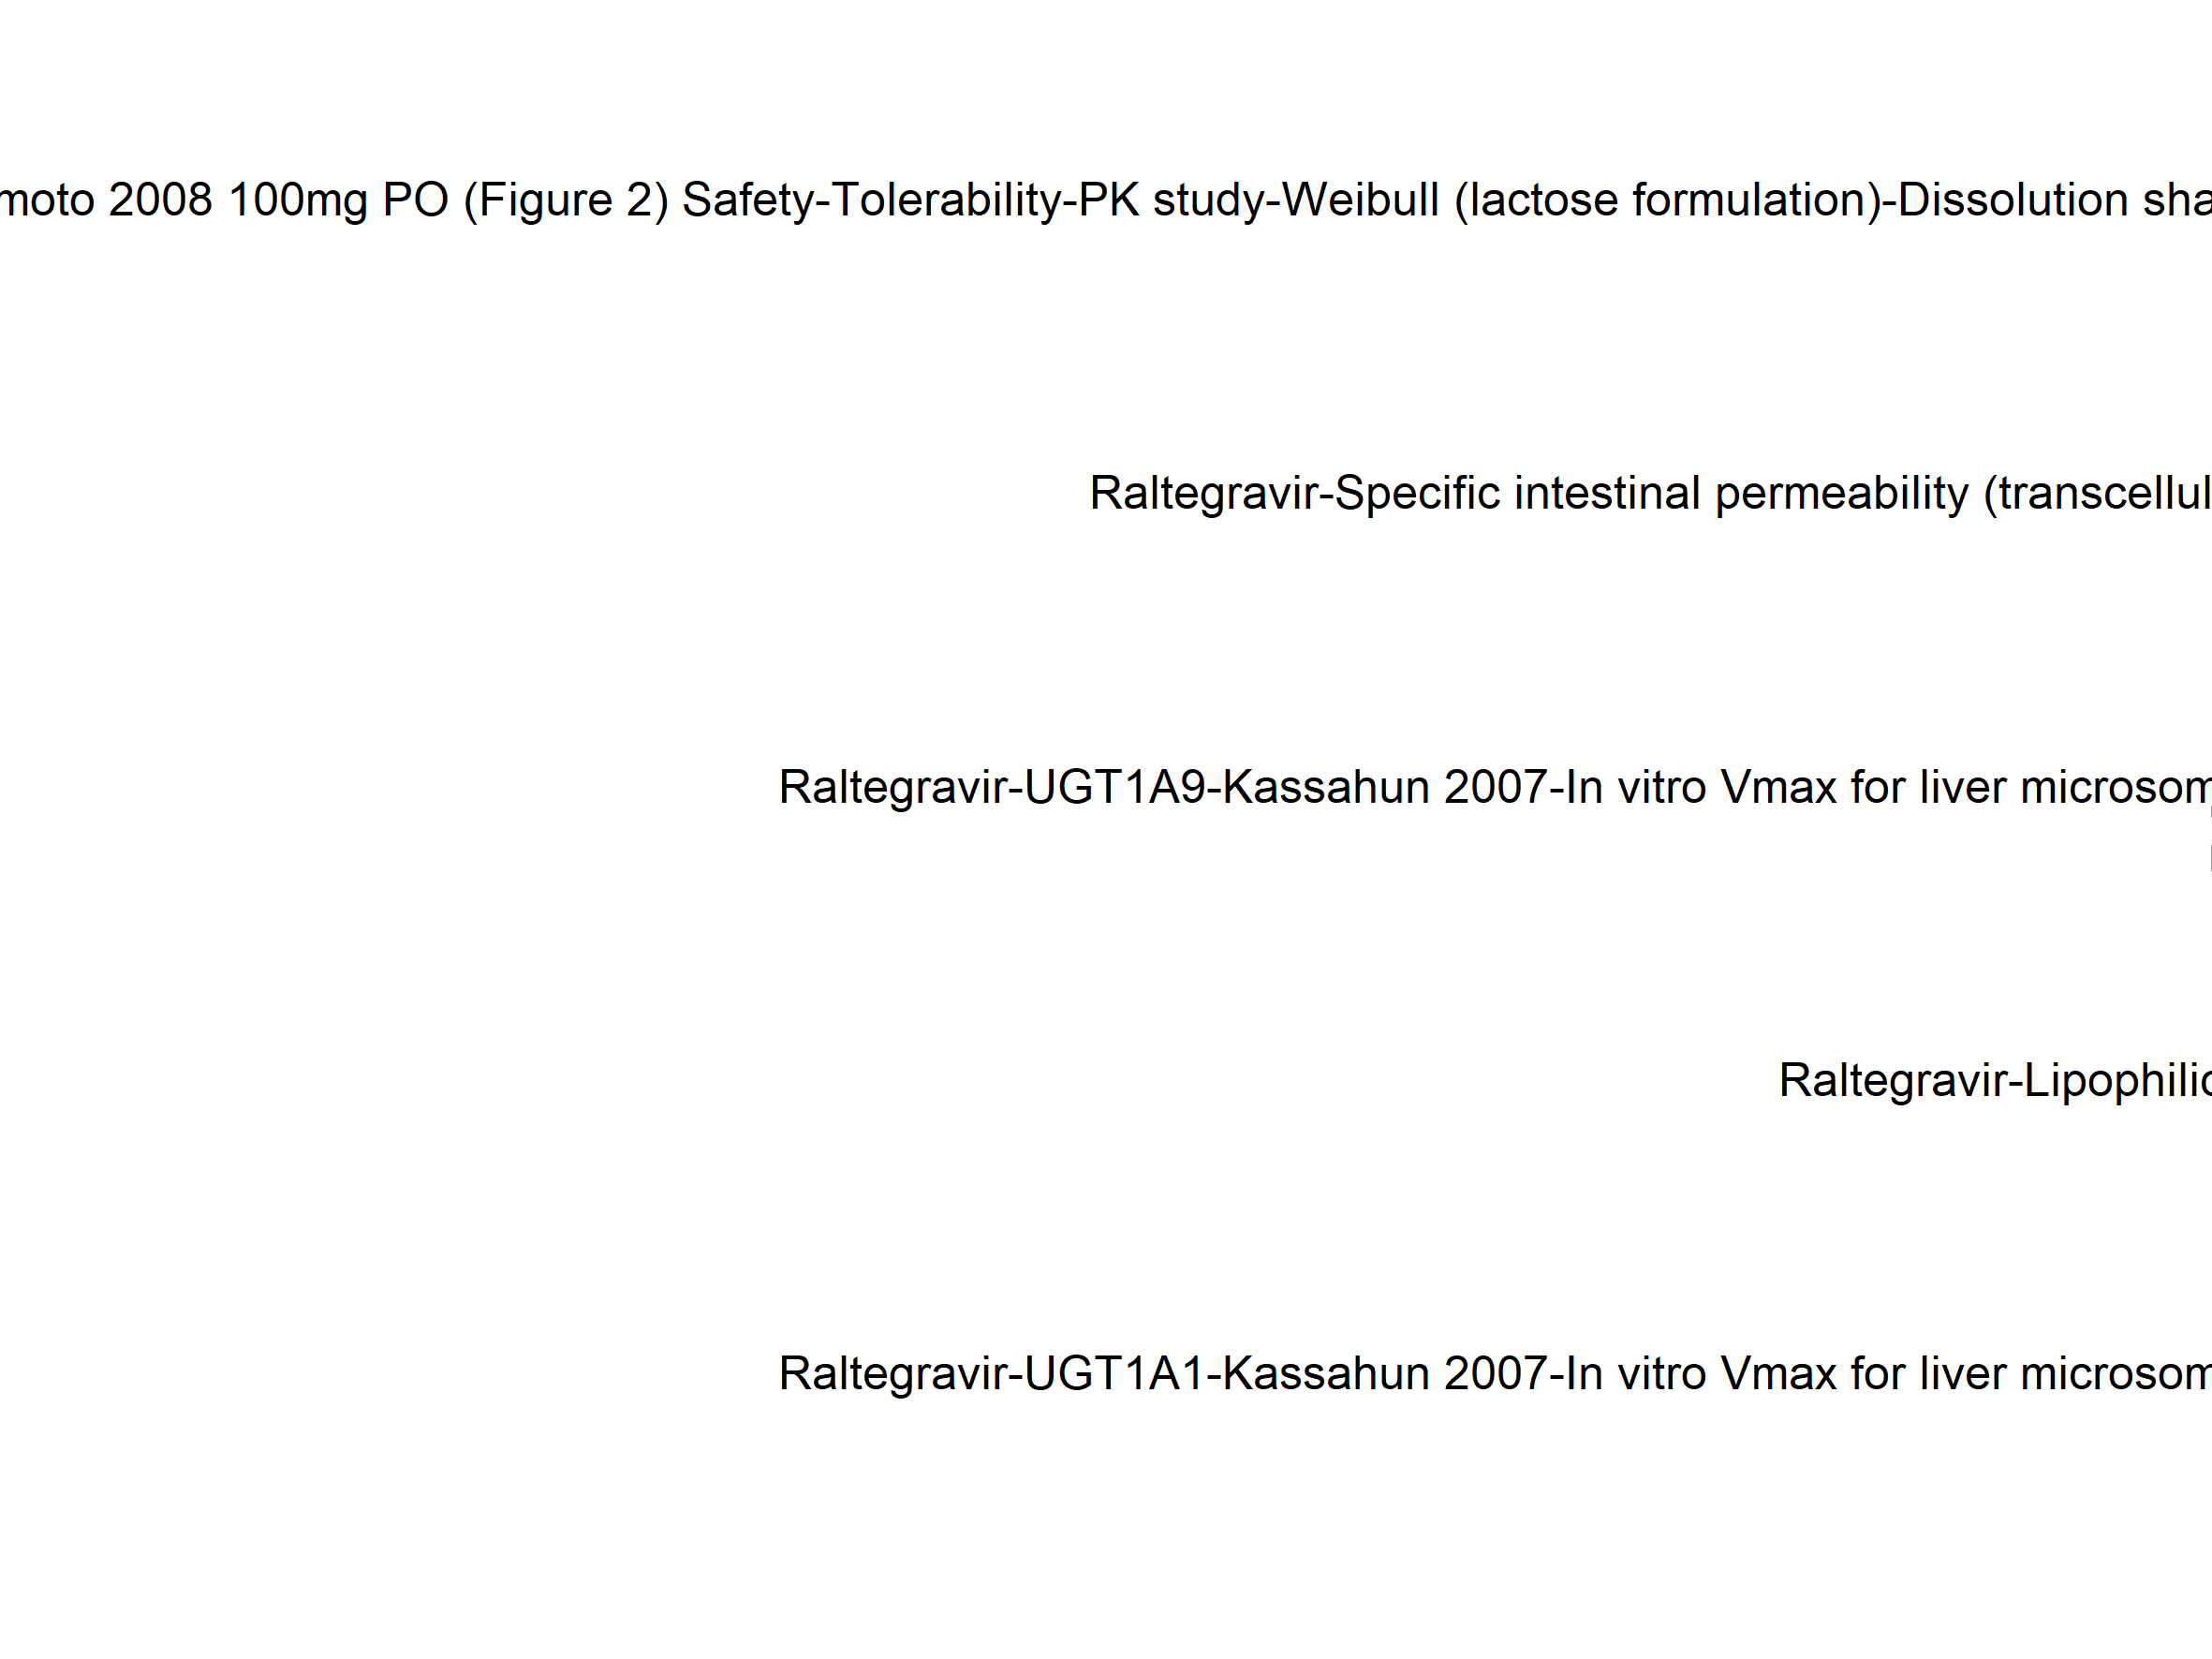 moto 2008 100mg PO (Figure 2) Safety-Tolerability-PK study-Weibull (lactose formulation)-Dissolution sha
Raltegravir-Specific intestinal permeability (transcellul
Raltegravir-UGT1A9-Kassahun 2007-In vitro Vmax for liver microsom
Raltegravir-Lipophilic
Raltegravir-UGT1A1-Kassahun 2007-In vitro Vmax for liver microsom